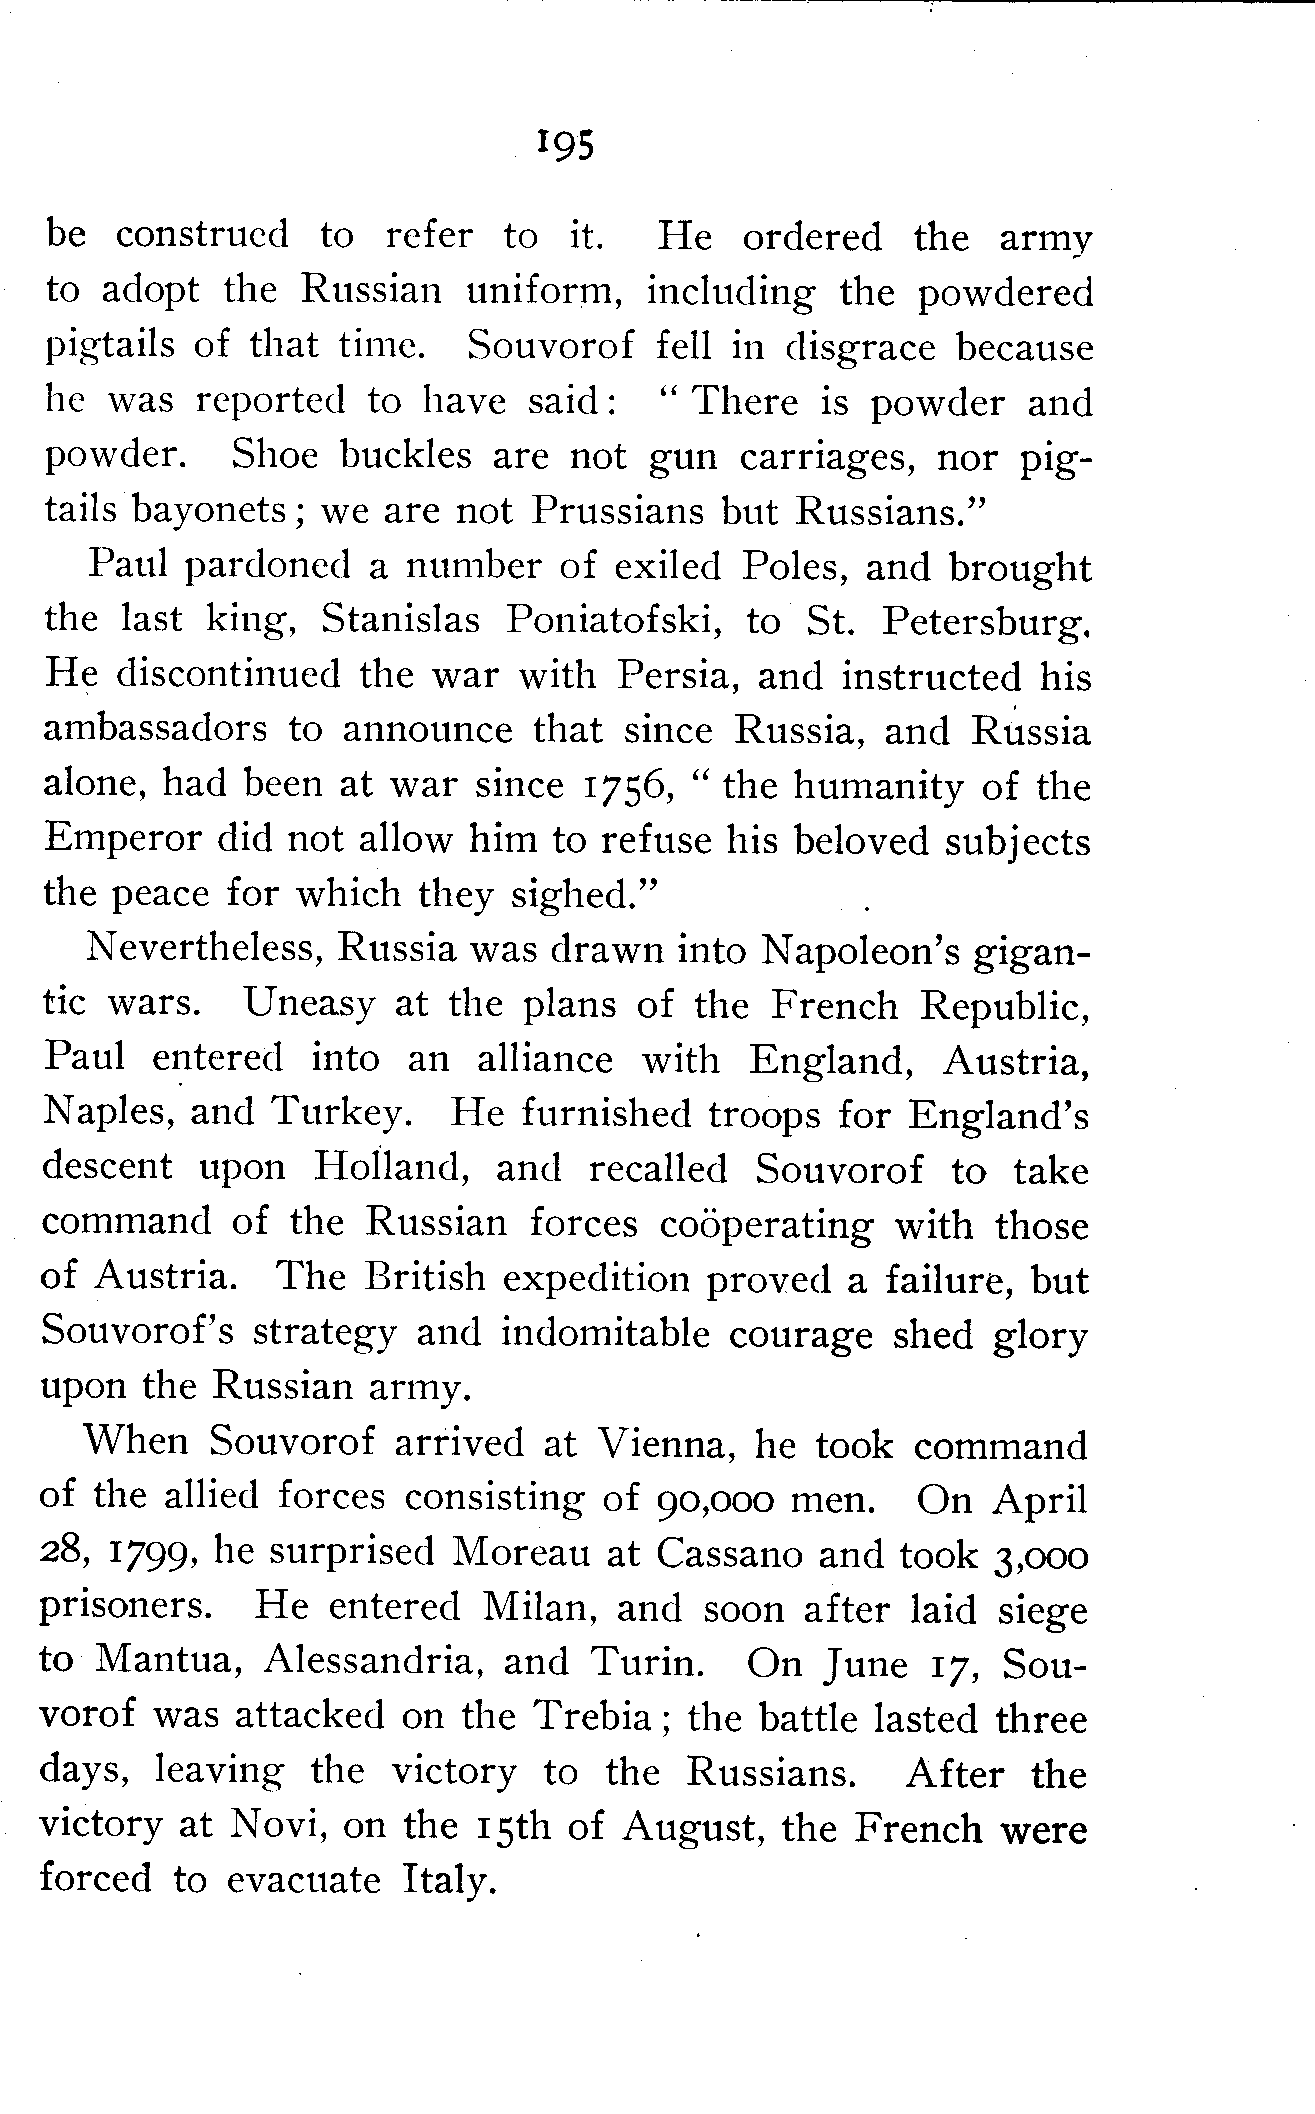 195
be construed to refer to it. He ordered the army
to adopt the Russian uniform, including the powdered
pigtails of that time. Souvorof fell in disgrace because
he was reported to have said: " There is powder and
powder. Shoe buckles are not gun carriages, nor pig-
tails bayonets; we are not Prussians but Russians."
Paul pardoned a number of exiled Poles, and brought
the last king, Stanislas Poniatofski, to St. Petersburg.
He discontinued the war with Persia, and instructed his
ambassadors to announce that since Russia, and Russia
alone, had been at war since 1756, " the humanity of the
Emperor did not allow him to refuse his beloved subjects
the peace for which they sighed."
Nevertheless, Russia was drawn into Napoleon's gigan-
tic wars. Uneasy at the plans of the French Republic,
Paul entered into an alliance with England, Austria,
Naples, and Turkey. He furnished troops for England's
descent upon Holland, and recalled Souvorof to take
command of the Russian forces coöperating with those
of Austria. The British expedition proved a failure, but
Souvorof's strategy and indomitable courage shed glory
upon the Russian army.
When Souvorof arrived at Vienna, he took command
of the allied forces consisting of 90,000 men. On April
28, 1799, he surprised Moreau at Cassano and took 3,000
prisoners. He entered Milan, and soon after laid siege
to Mantua, Alessandria, and Turin. On June 17, Sou-
vorof was attacked on the Trebia; the battle lasted three
days, leaving the victory to the Russians. After the
victory at Novi, on the 15th of August, the French were
forced to evacuate Italy.